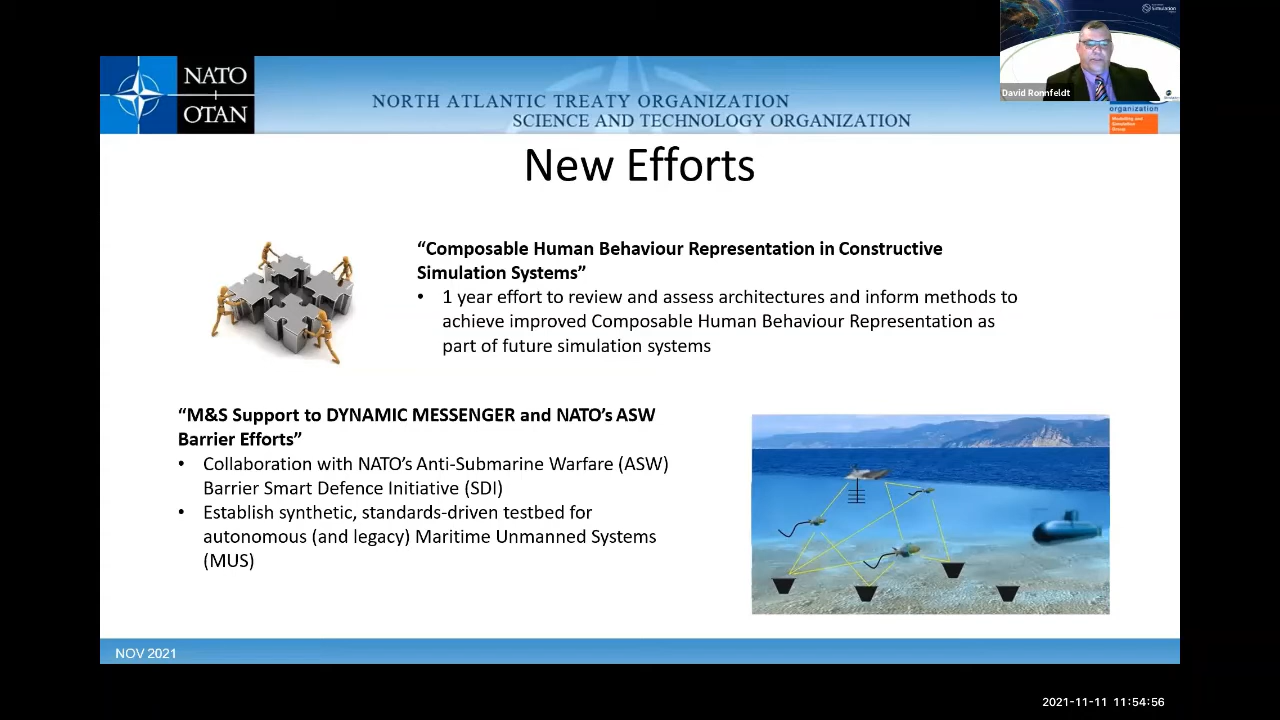 Simulation
NATO
OTAN
NORTH ATLANTIC TREATY ORGANIZATION
SCIENCE AND TECHNOLOGY ORGANIZATION
David Ronnfeldt
organization
Modelling and
Simulation
Group
New Efforts
“Composable Human Behaviour Representation in Constructive
Simulation Systems”
• 1 year effort to review and assess architectures and inform methods to
achieve improved Composable Human Behaviour Representation as
part of future simulation systems
“M&S Support to DYNAMIC MESSENGER and NATO’s ASW
Barrier Efforts”
• Collaboration with NATO’s Anti-Submarine Warfare (ASW)
Barrier Smart Defence Initiative (SDI)
• Establish synthetic, standards-driven testbed for
autonomous (and legacy) Maritime Unmanned Systems
(MUS)
NOV 2021
2021-11-11 11:54:56